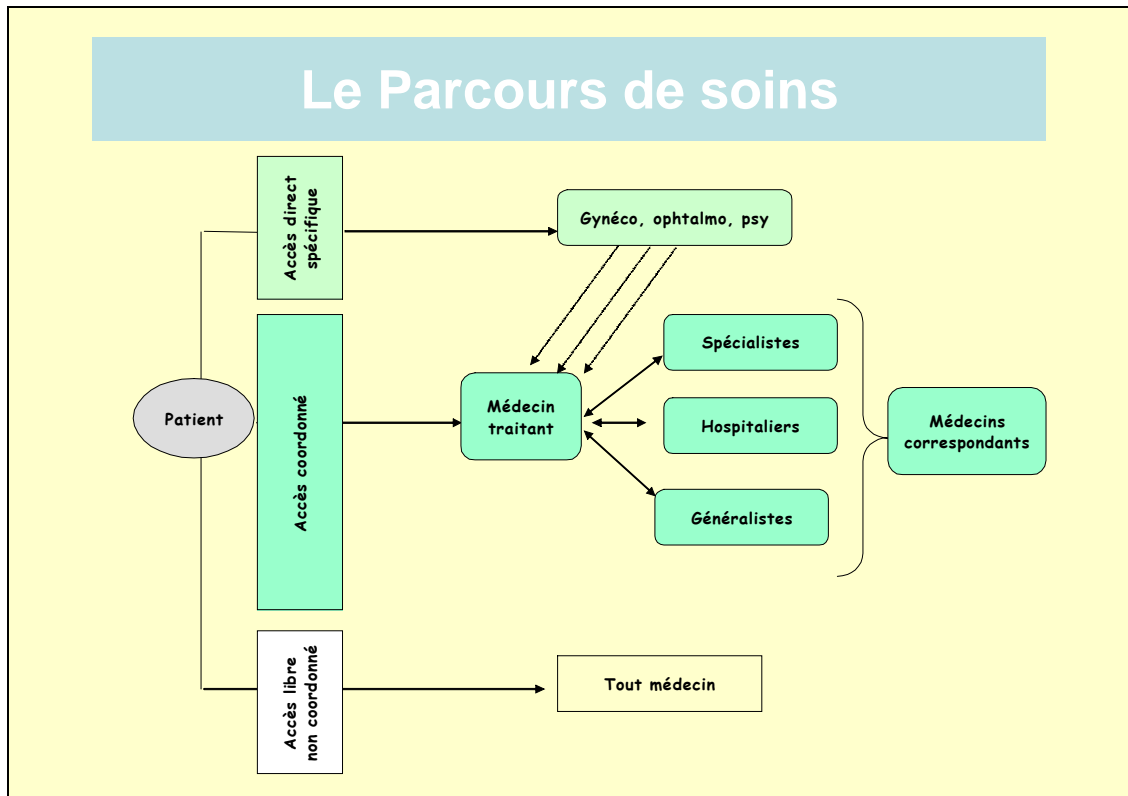 Le Parcours de soins
Accès direct
spécifique
Gynéco, ophtalmo, psy
Patient
Accès coordonné
Médecin
traitant
Spécialistes
Hospitaliers
Généralistes
Médecins
correspondants
Accès libre
non coordonné
Tout médecin